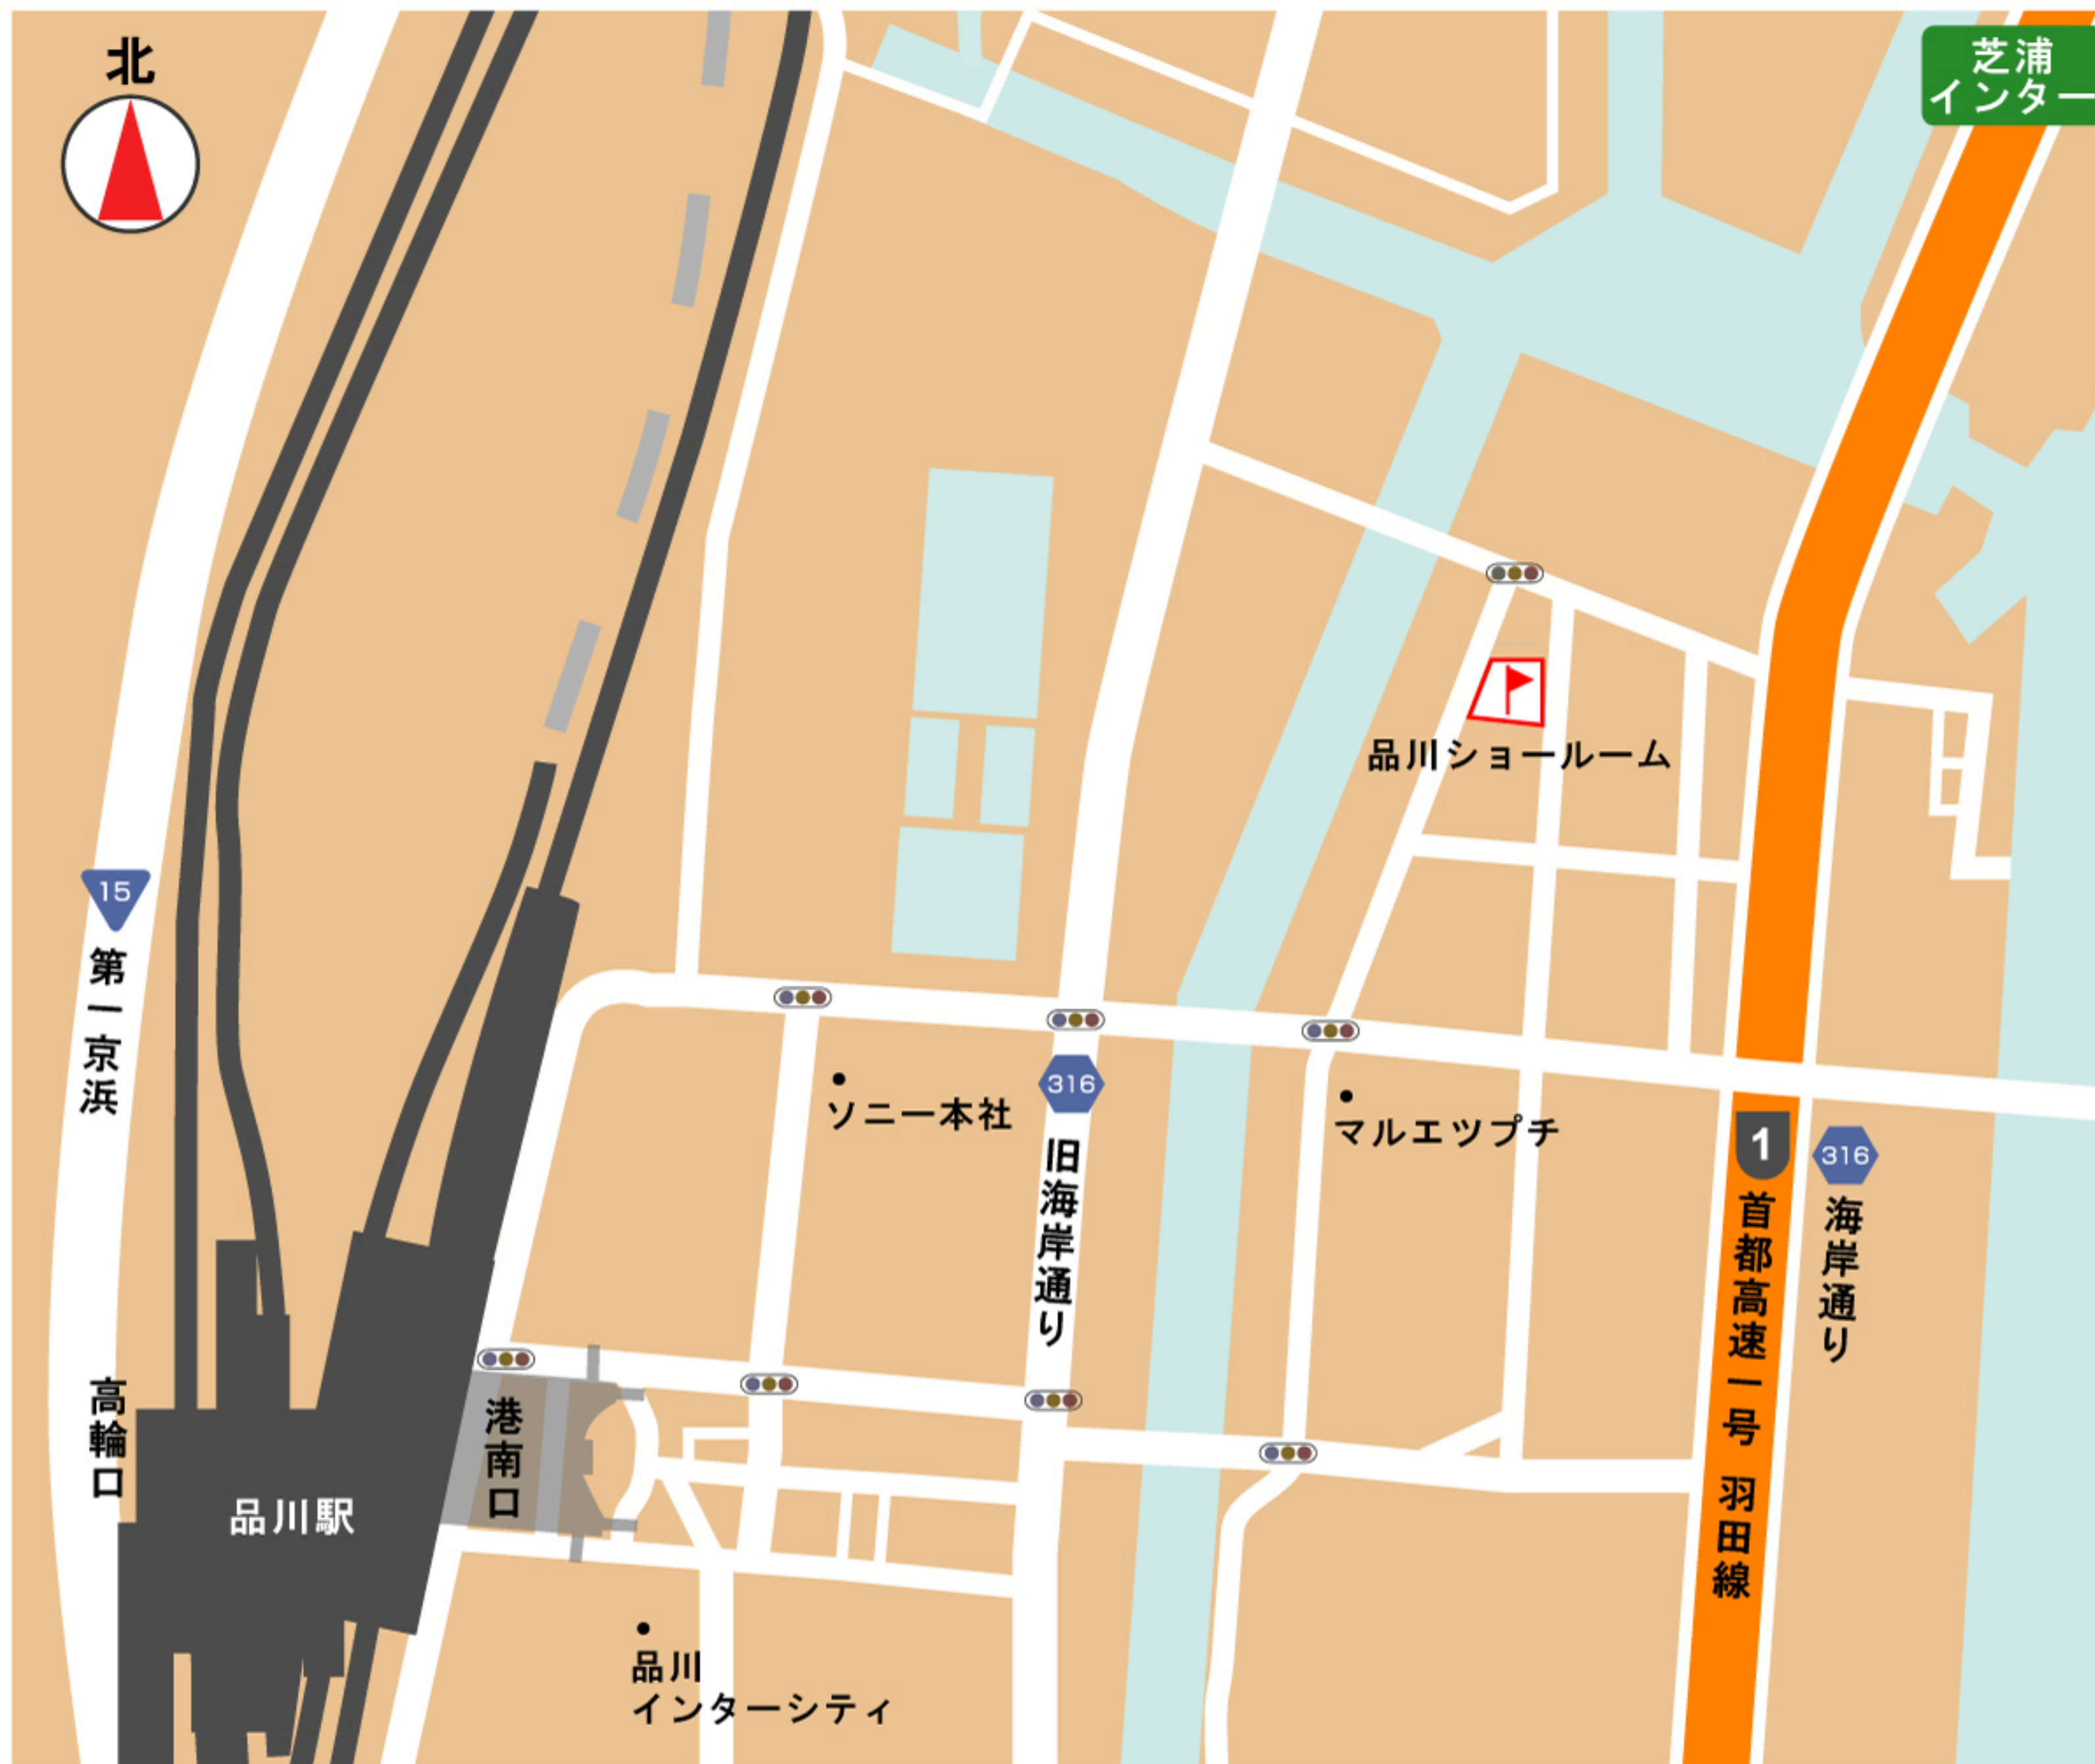 北
芝浦
インター
品川ショールーム
15
第一京浜
ソニー本社
316
旧海岸通り
マルエツプチ
1
首都高速一号 羽田線
316
海岸通り
高輪口
港南口
品川駅
品川
インターシティ